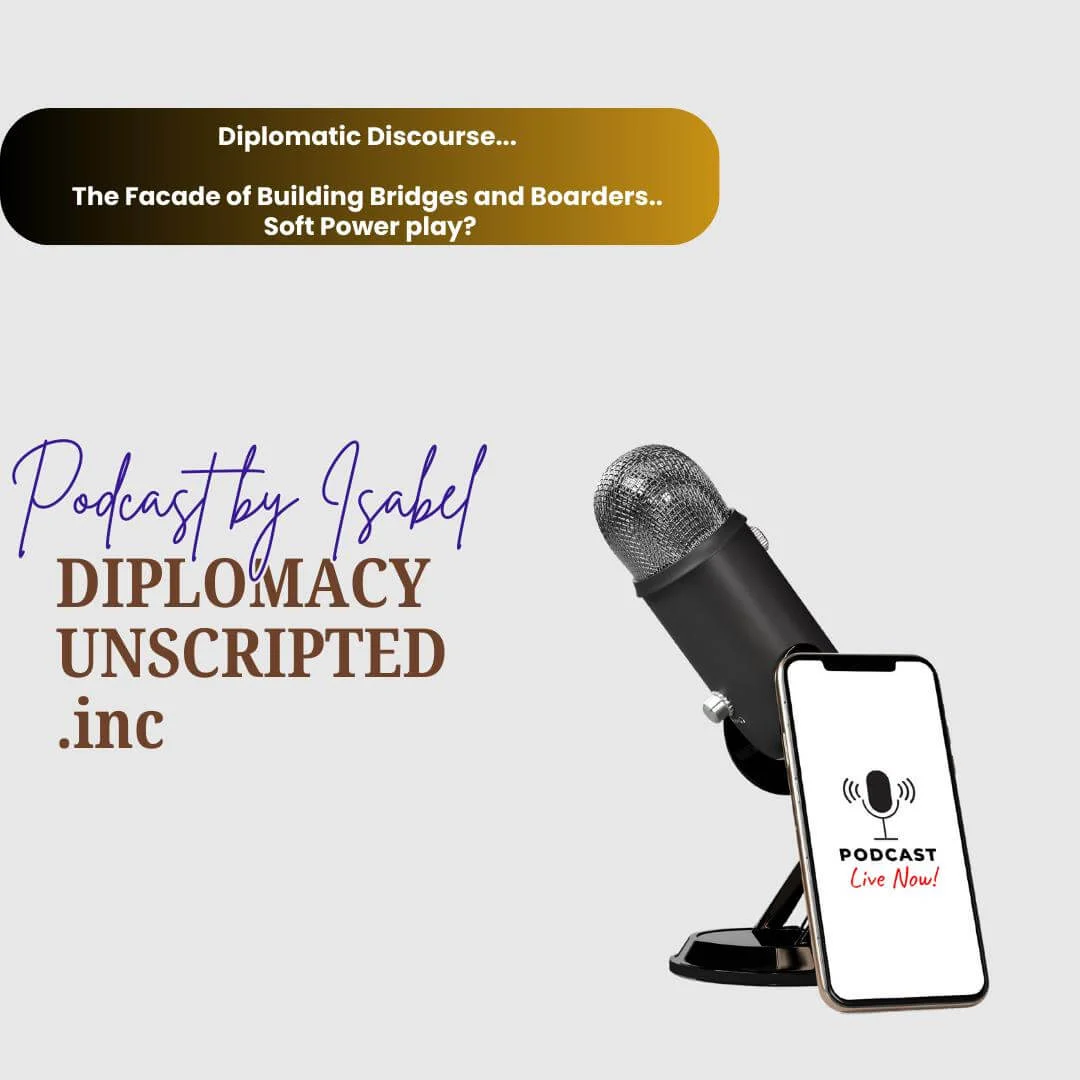 Diplomatic Discourse...
The Facade of Building Bridges and Boarders..
Soft Power play?
Podcast by Isabel
DIPLOMACY
UNSCRIPTED
.inc
PODCAST
Live Now!